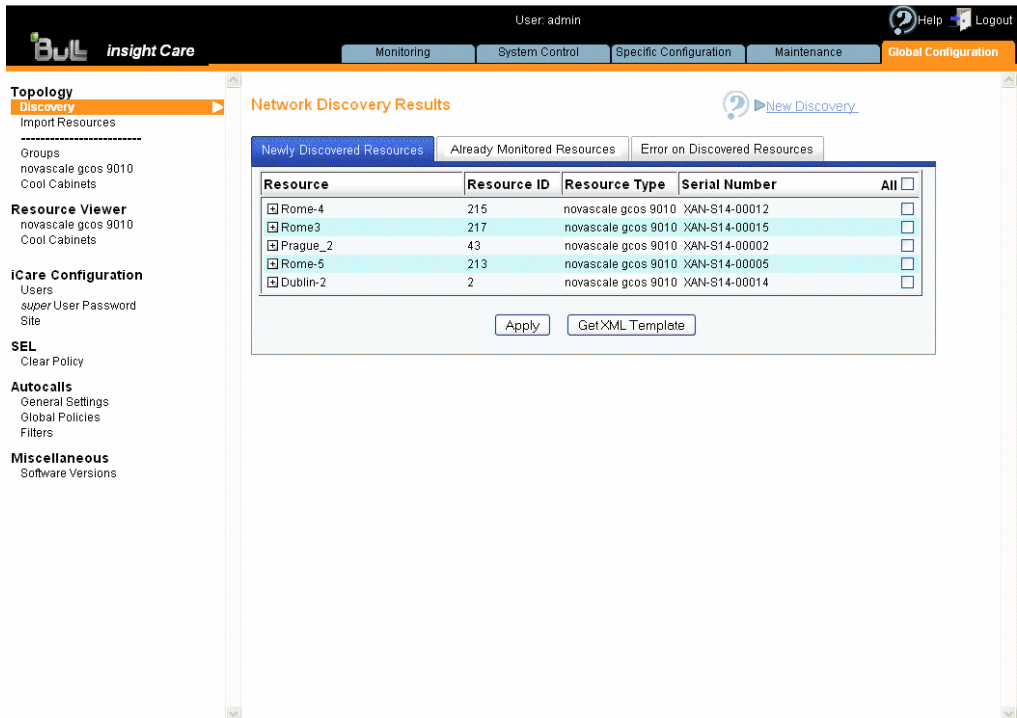 User: admin
Help Logout
Bull insight Care
Monitoring System Control Specific Configuration Maintenance Global Configuration
Topology
Discovery
Import Resources
-------------------------
Groups
novascale gcos 9010
Cool Cabinets
Resource Viewer
novascale gcos 9010
Cool Cabinets
iCare Configuration
Users
super User Password
Site
SEL
Clear Policy
Autocalls
General Settings
Global Policies
Filters
Miscellaneous
Software Versions
Network Discovery Results
New Discovery
Newly Discovered Resources Already Monitored Resources Error on Discovered Resources
Resource Resource ID Resource Type Serial Number All
Rome-4 215 novascale gcos 9010 XAN-S14-00012
Rome3 217 novascale gcos 9010 XAN-S14-00015
Prague_2 43 novascale gcos 9010 XAN-S14-00002
Rome-5 213 novascale gcos 9010 XAN-S14-00005
Dublin-2 2 novascale gcos 9010 XAN-S14-00014
Apply Get XML Template